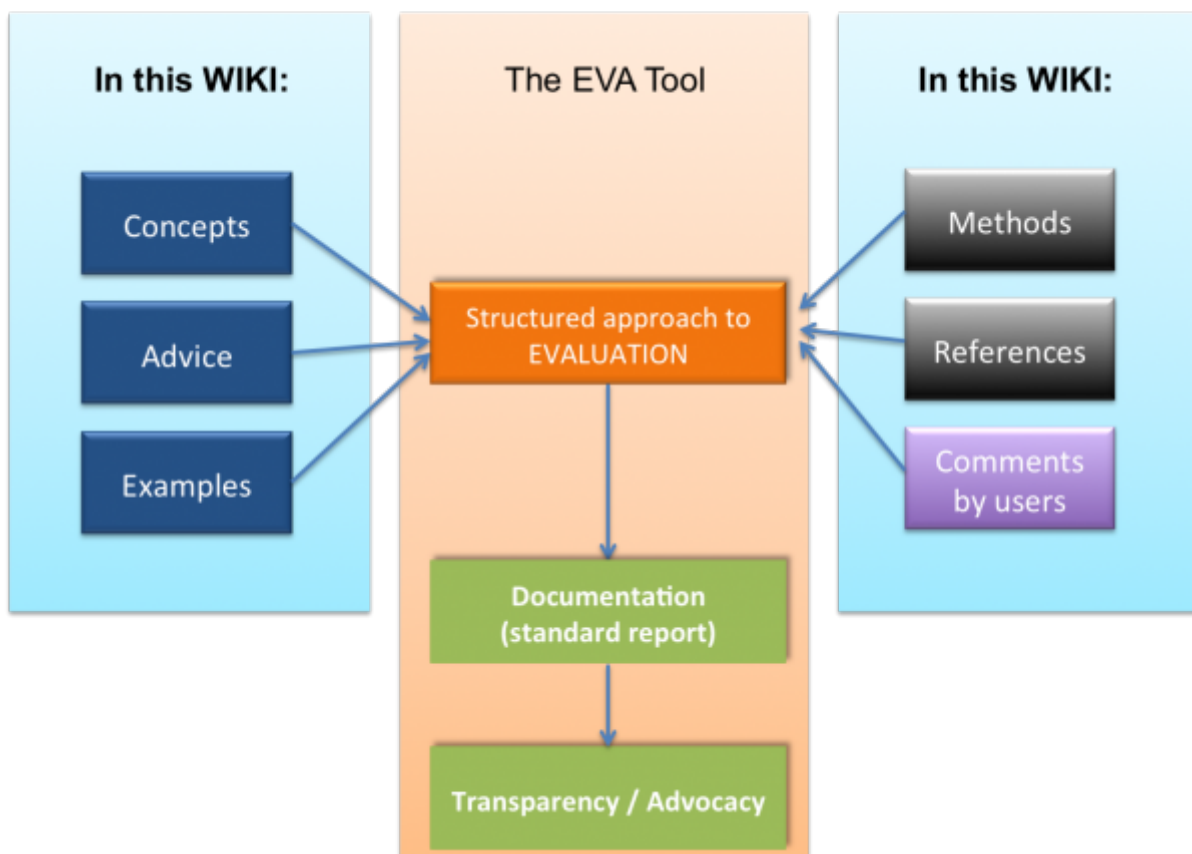 In this WIKI:
Concepts
Advice
Examples
The EVA Tool
Structured approach to
EVALUATION
Documentation
(standard report)
Transparency / Advocacy
In this WIKI:
Methods
References
Comments
by users